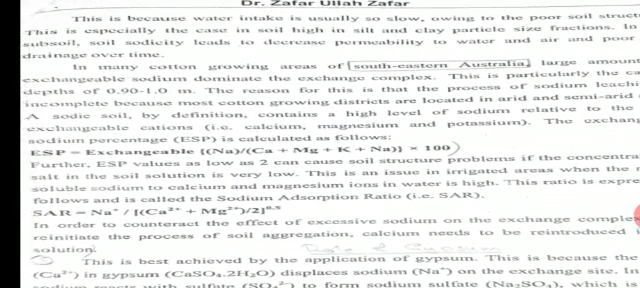 Dr. Zafar Ullah Zafar
This is because water intake is usually so slow, owing to the poor soil struct
This is especially the case in soil high in silt and clay particle size fractions. In
subsoil, soil sodicity leads to decrease permeability to water and air and poor
drainage over time.
In many cotton growing areas of south-eastern Australia, large amount
exchangeable sodium dominate the exchange complex. This is particularly the ca
depths of 0.90-1.0 m. The reason for this is that the process of sodium leachi
incomplete because most cotton growing districts are located in arid and semi-arid
A sodic soil, by definition, contains a high level of sodium relative to the
exchangeable cations (i.e. calcium, magnesium and potassium). The exchang
sodium percentage (ESP) is calculated as follows:
ESP = Exchangeable {(Na)/(Ca + Mg + K + Na)} × 100
Further, ESP values as low as 2 can cause soil structure problems if the concentra
salt in the soil solution is very low. This is an issue in irrigated areas when the
soluble sodium to calcium and magnesium ions in water is high. This ratio is expre
follows and is called the Sodium Adsorption Ratio (i.e. SAR).
SAR = Na⁺ / [(Ca²⁺ + Mg²⁺)/2]⁰·⁵
In order to counteract the effect of excessive sodium on the exchange complex
reinitiate the process of soil aggregation, calcium needs to be reintroduced
solution. Role of Gypsum
This is best achieved by the application of gypsum. This is because the
(Ca²⁺) in gypsum (CaSO₄.2H₂O) displaces sodium (Na⁺) on the exchange site. In
sodium reacts with sulfate (SO₄²⁻) to form sodium sulfate (Na₂SO₄), which is